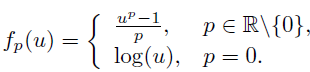 f_p(u) = { (u^p − 1)/p, p ∈ ℝ\{0},
log(u), p = 0.